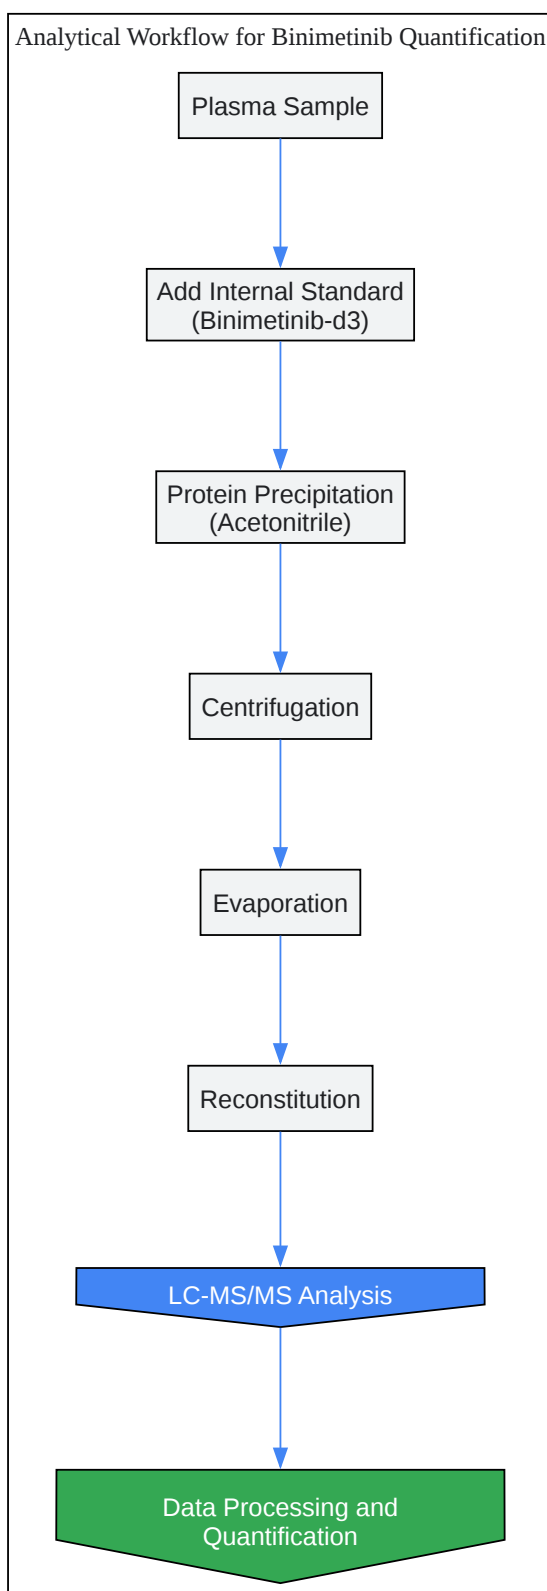 Analytical Workflow for Binimetinib Quantification
Plasma Sample
Add Internal Standard
(Binimetinib-d3)
Protein Precipitation
(Acetonitrile)
Centrifugation
Evaporation
Reconstitution
LC-MS/MS Analysis
Data Processing and
Quantification